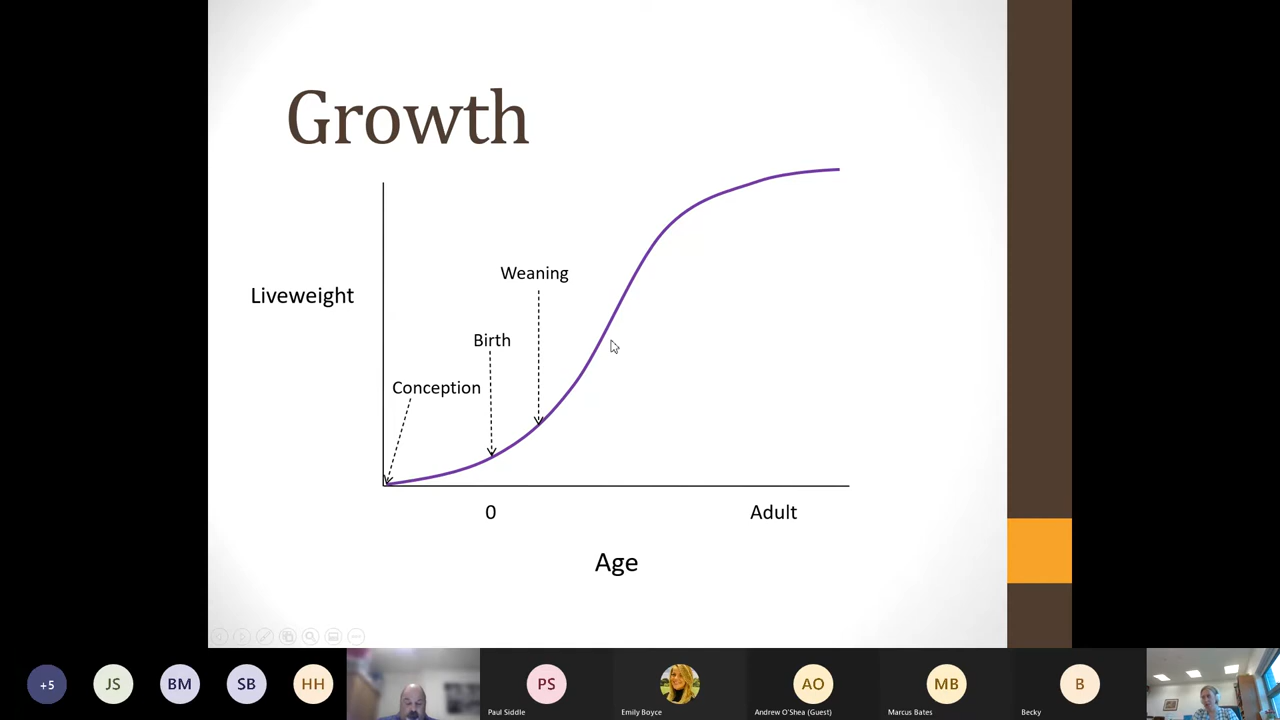 Growth
Weaning
Liveweight
Birth
Conception
0
Adult
Age
+5
JS
BM
SB
HH
PS
AO
MB
B
Paul Siddle
Emily Boyce
Andrew O'Shea (Guest)
Marcus Bates
Becky